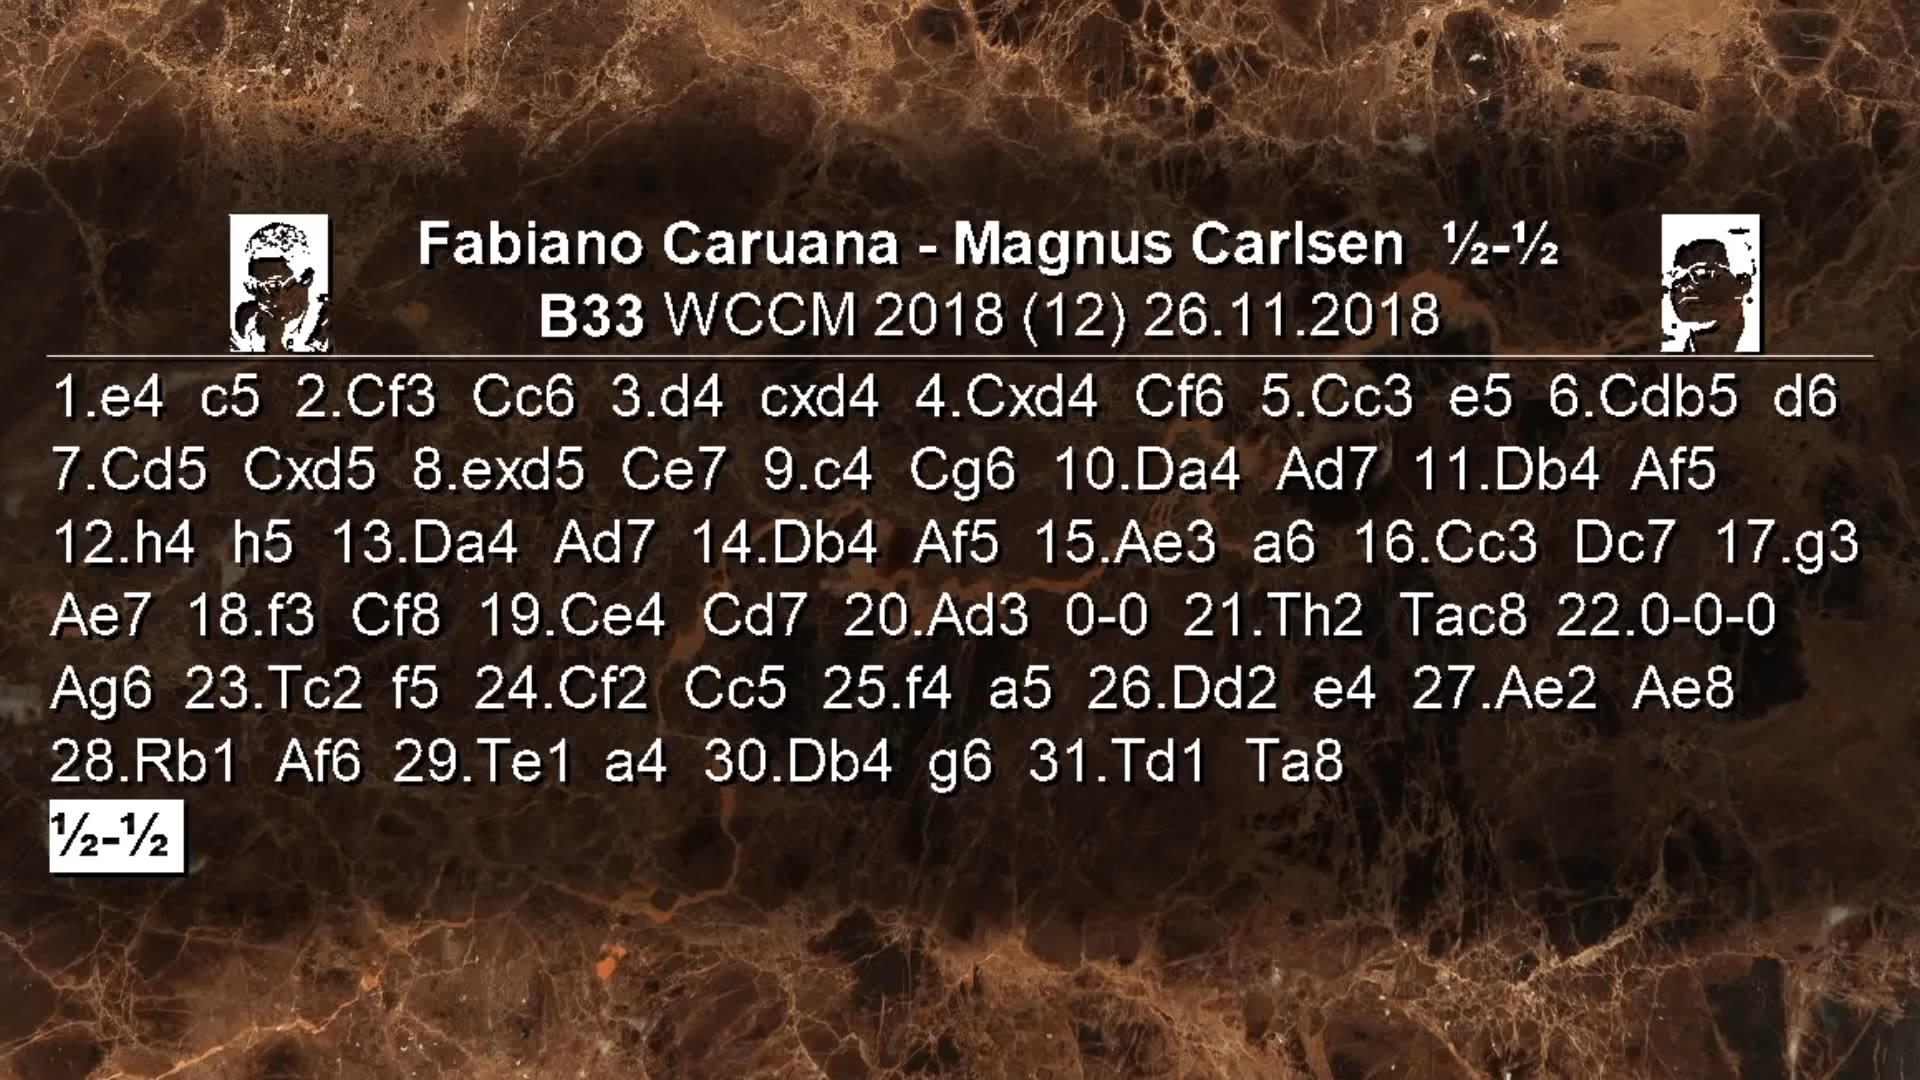 Fabiano Caruana - Magnus Carlsen ½-½
B33 WCCM 2018 (12) 26.11.2018
1.e4 c5 2.Cf3 Cc6 3.d4 cxd4 4.Cxd4 Cf6 5.Cc3 e5 6.Cdb5 d6
7.Cd5 Cxd5 8.exd5 Ce7 9.c4 Cg6 10.Da4 Ad7 11.Db4 Af5
12.h4 h5 13.Da4 Ad7 14.Db4 Af5 15.Ae3 a6 16.Cc3 Dc7 17.g3
Ae7 18.f3 Cf8 19.Ce4 Cd7 20.Ad3 0-0 21.Th2 Tac8 22.0-0-0
Ag6 23.Tc2 f5 24.Cf2 Cc5 25.f4 a5 26.Dd2 e4 27.Ae2 Ae8
28.Rb1 Af6 29.Te1 a4 30.Db4 g6 31.Td1 Ta8
½-½